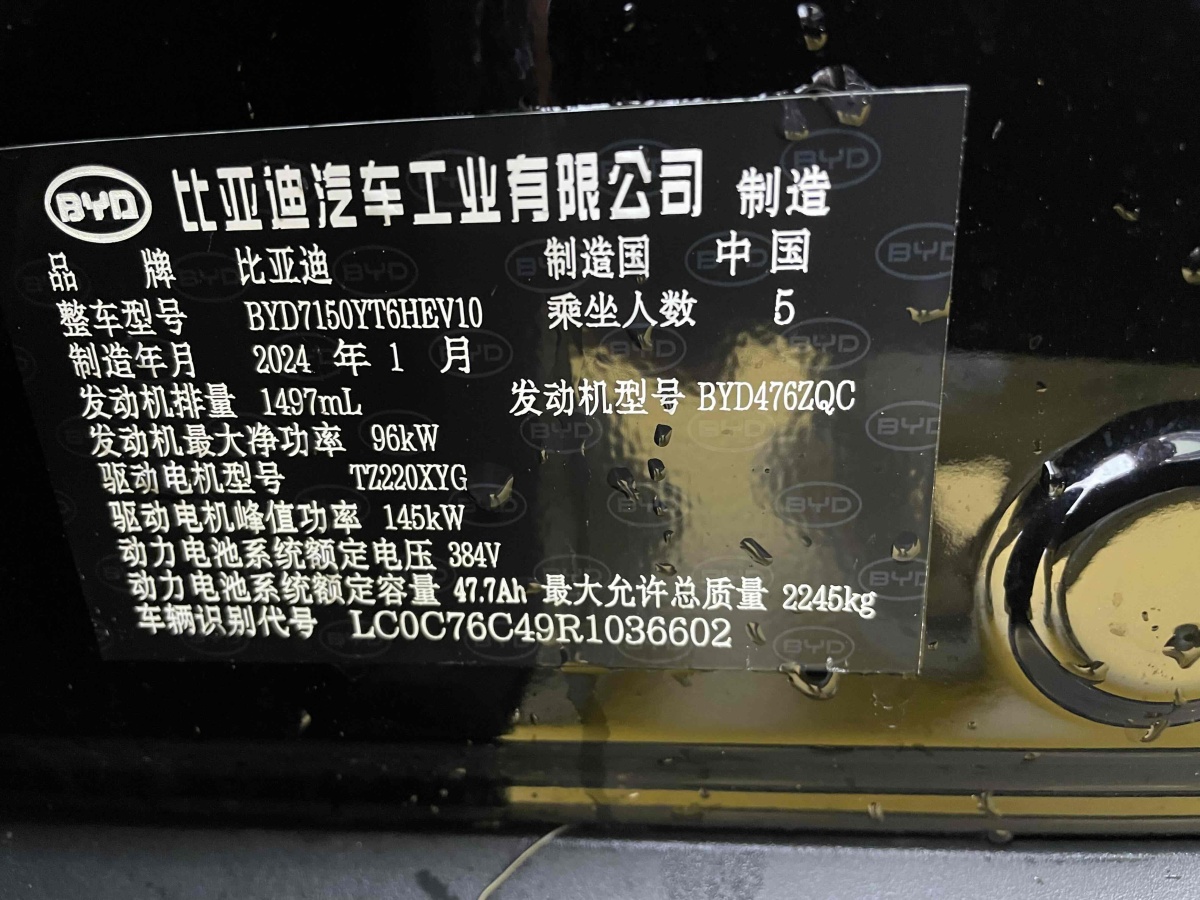 BYD 比亚迪汽车工业有限公司 制造
品 牌 比亚迪 制造国 中国
整车型号 BYD7150YT6HEV10 乘坐人数 5
制造年月 2024 年 1 月
发动机排量 1497mL 发动机型号 BYD476ZQC
发动机最大净功率 96kW
驱动电机型号 TZ220XYG
驱动电机峰值功率 145kW
动力电池系统额定电压 384V
动力电池系统额定容量 47.7Ah 最大允许总质量 2245kg
车辆识别代号 LC0C76C49R1036602